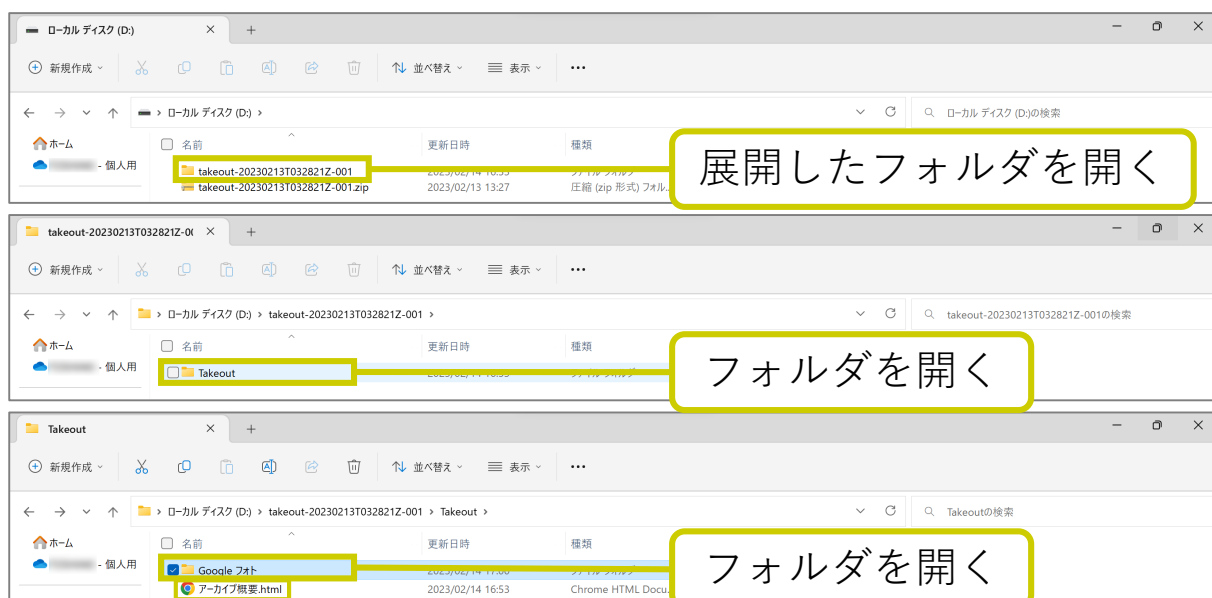 ローカル ディスク (D:)
新規作成
並べ替え
表示
ローカル ディスク (D:)
ローカル ディスク (D:)の検索
ホーム
名前
更新日時
種類
- 個人用
takeout-20230213T032821Z-001
takeout-20230213T032821Z-001.zip
2023/02/13 13:27
圧縮 (zip 形式) フォル...
展開したフォルダを開く
takeout-20230213T032821Z-0
新規作成
並べ替え
表示
ローカル ディスク (D:) > takeout-20230213T032821Z-001 >
takeout-20230213T032821Z-001の検索
ホーム
名前
更新日時
種類
- 個人用
Takeout
フォルダを開く
Takeout
新規作成
並べ替え
表示
ローカル ディスク (D:) > takeout-20230213T032821Z-001 > Takeout >
Takeoutの検索
ホーム
名前
更新日時
種類
- 個人用
Google フォト
アーカイブ概要.html
2023/02/14 16:53
Chrome HTML Docu...
フォルダを開く